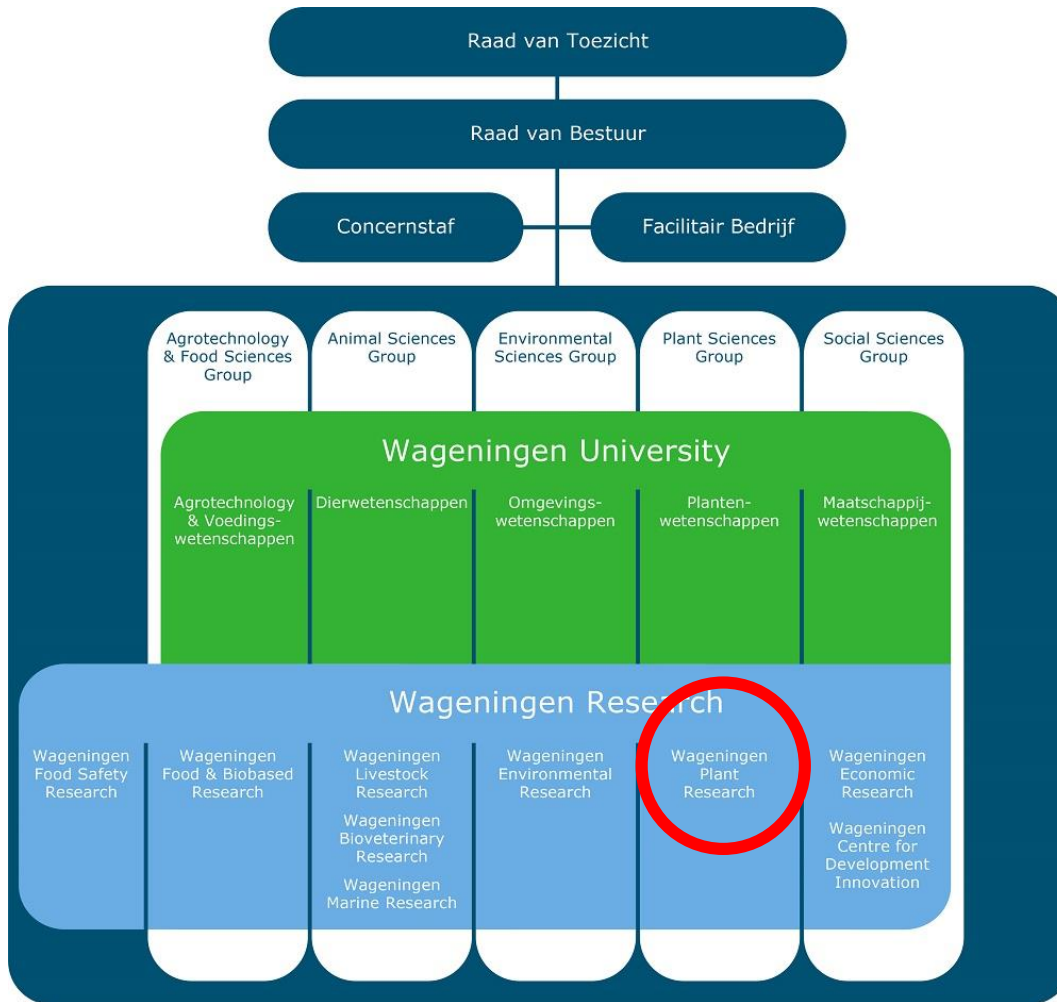 Raad van Toezicht
Raad van Bestuur
Concernstaf
Facilitair Bedrijf
Agrotechnology
& Food Sciences
Group
Animal Sciences
Group
Environmental
Sciences Group
Plant Sciences
Group
Social Sciences
Group
Wageningen University
Agrotechnology
& Voedings-
wetenschappen
Dierwetenschappen
Omgevings-
wetenschappen
Planten-
wetenschappen
Maatschappij-
wetenschappen
Wageningen Research
Wageningen
Food Safety
Research
Wageningen
Food & Biobased
Research
Wageningen
Livestock
Research
Wageningen
Bioveterinary
Research
Wageningen
Marine Research
Wageningen
Environmental
Research
Wageningen
Plant
Research
Wageningen
Economic
Research
Wageningen
Centre for
Development
Innovation